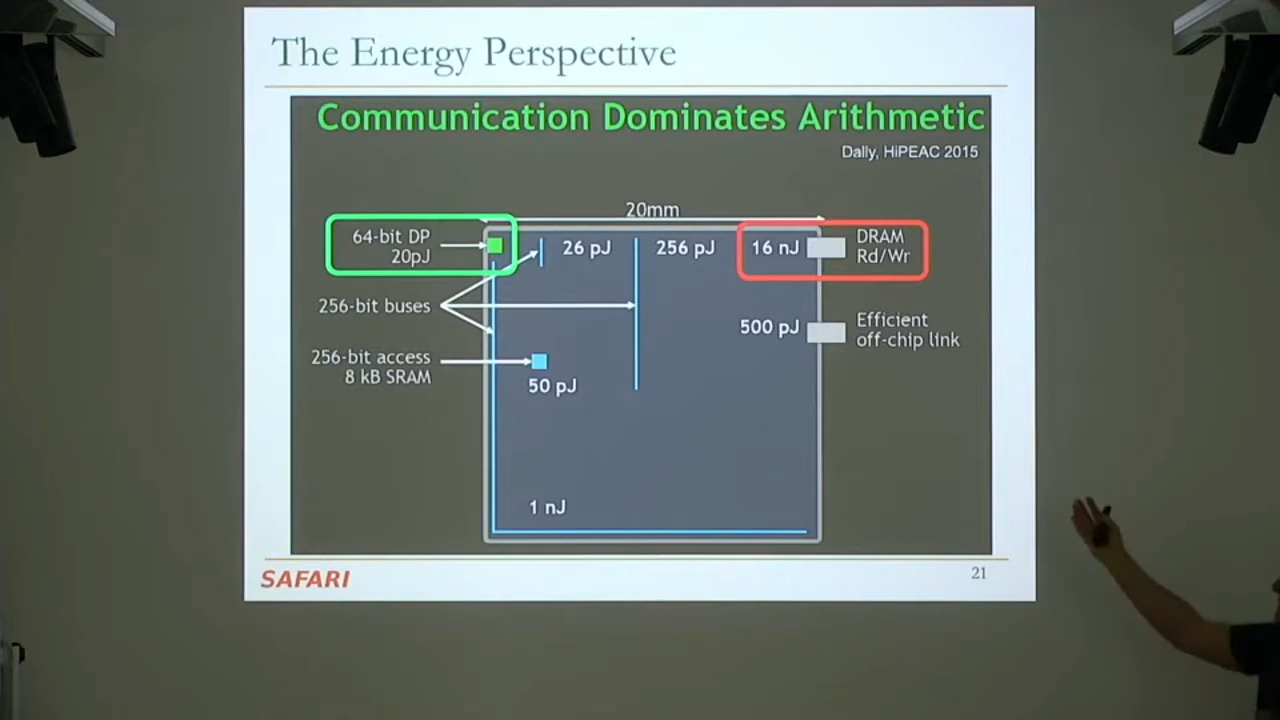 The Energy Perspective
Communication Dominates Arithmetic
Dally, HiPEAC 2015
20mm
64-bit DP
20pJ
26 pJ
256 pJ
16 nJ
DRAM
Rd/Wr
256-bit buses
500 pJ
Efficient
off-chip link
256-bit access
8 kB SRAM
50 pJ
1 nJ
SAFARI
21